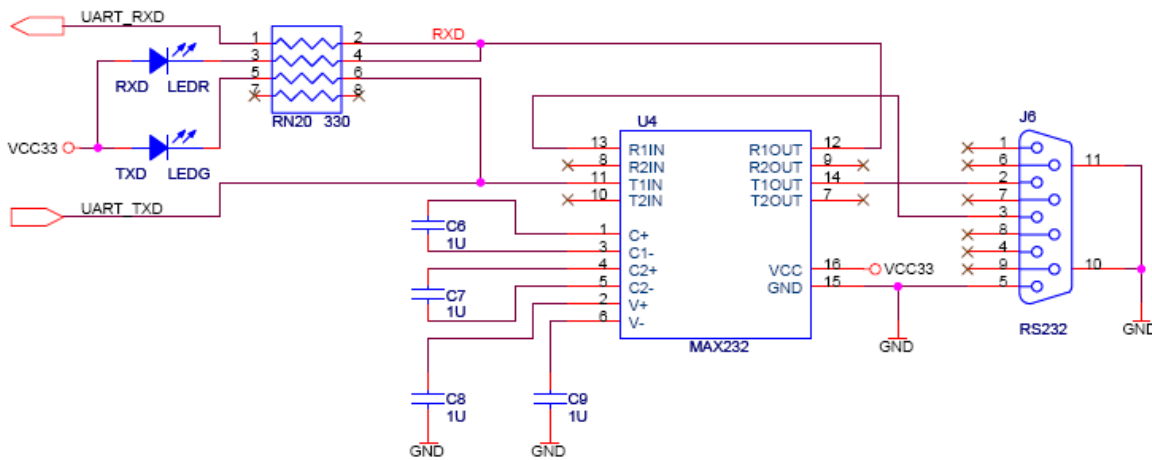 UART_RXD
1 2 RXD
3 4
RXD LEDR
5 6
7 8
RN20 330
VCC33
TXD LEDG
UART_TXD
U4
13 R1IN R1OUT 12
8 R2IN R2OUT 9
11 T1IN T1OUT 14
10 T2IN T2OUT 7
1 C+
3 C1-
4 C2+
5 C2- VCC 16 VCC33
2 V+ GND 15
6 V-
MAX232
C6
1U
C7
1U
C8
1U
GND
C9
1U
GND
GND
J6
1
6 11
2
7
3
8
4
9 10
5
RS232
GND